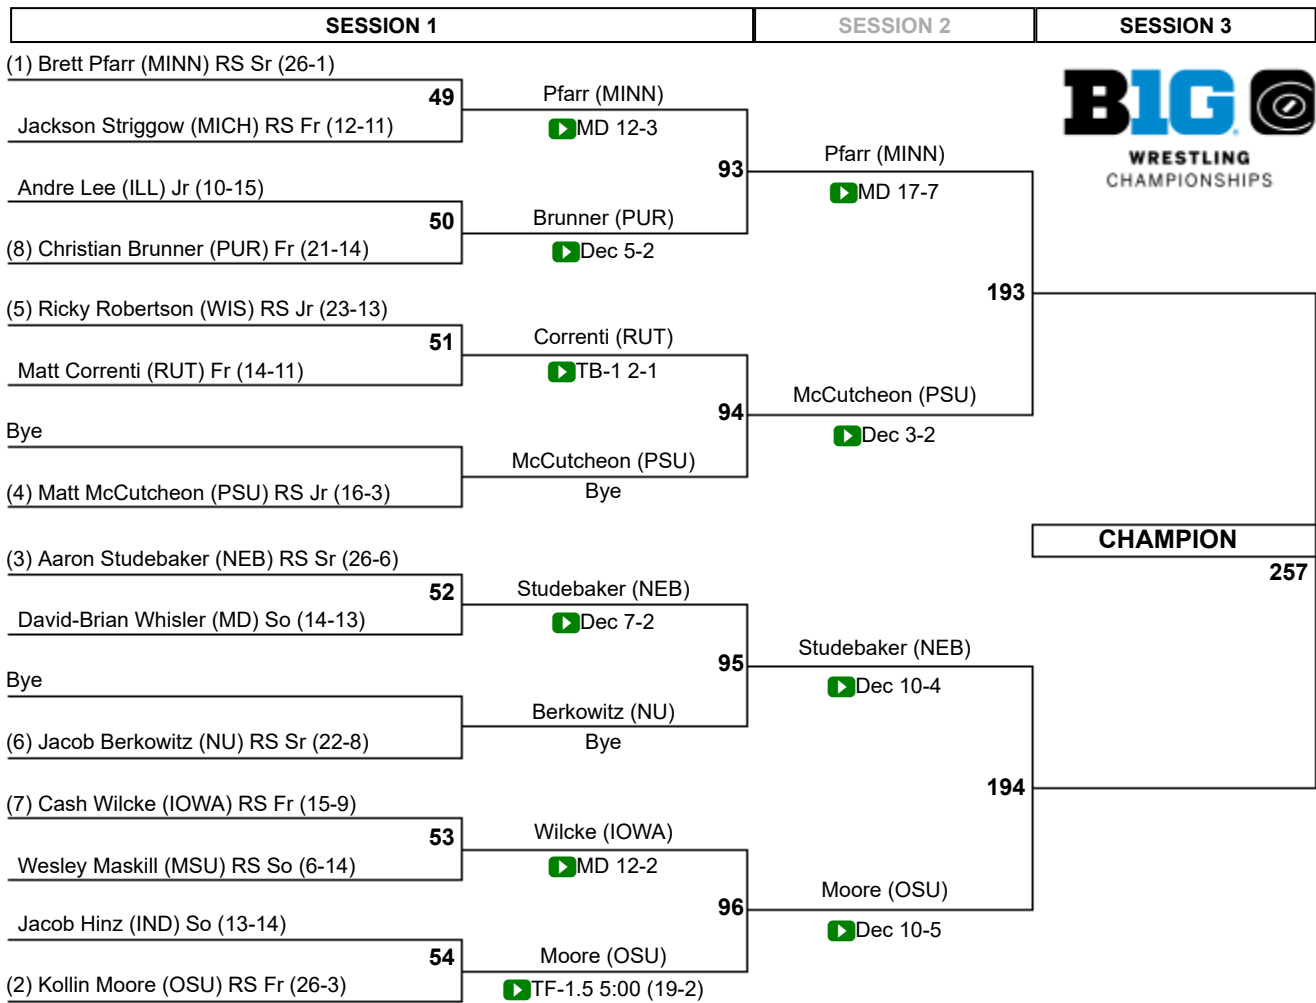 SESSION 1
SESSION 2
SESSION 3
(1) Brett Pfarr (MINN) RS Sr (26-1)
49
Jackson Striggow (MICH) RS Fr (12-11)
Pfarr (MINN)
MD 12-3
Andre Lee (ILL) Jr (10-15)
50
(8) Christian Brunner (PUR) Fr (21-14)
Brunner (PUR)
Dec 5-2
93
Pfarr (MINN)
MD 17-7
(5) Ricky Robertson (WIS) RS Jr (23-13)
51
Matt Correnti (RUT) Fr (14-11)
Correnti (RUT)
TB-1 2-1
Bye
(4) Matt McCutcheon (PSU) RS Jr (16-3)
McCutcheon (PSU)
Bye
94
McCutcheon (PSU)
Dec 3-2
193
(3) Aaron Studebaker (NEB) RS Sr (26-6)
52
David-Brian Whisler (MD) So (14-13)
Studebaker (NEB)
Dec 7-2
Bye
(6) Jacob Berkowitz (NU) RS Sr (22-8)
Berkowitz (NU)
Bye
95
Studebaker (NEB)
Dec 10-4
(7) Cash Wilcke (IOWA) RS Fr (15-9)
53
Wesley Maskill (MSU) RS So (6-14)
Wilcke (IOWA)
MD 12-2
Jacob Hinz (IND) So (13-14)
54
(2) Kollin Moore (OSU) RS Fr (26-3)
Moore (OSU)
TF-1.5 5:00 (19-2)
96
Moore (OSU)
Dec 10-5
194
B1G
WRESTLING
CHAMPIONSHIPS
CHAMPION
257